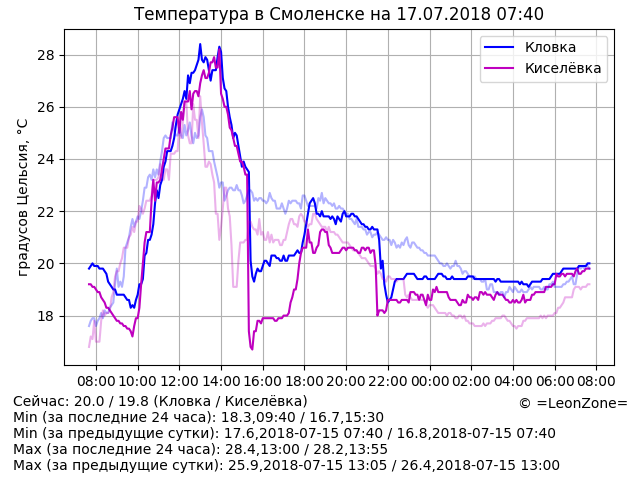 Температура в Смоленске на 17.07.2018 07:40
Кловка
Киселёвка
градусов Цельсия, °C
28
26
24
22
20
18
08:00 10:00 12:00 14:00 16:00 18:00 20:00 22:00 00:00 02:00 04:00 06:00 08:00
Сейчас: 20.0 / 19.8 (Кловка / Киселёвка)
© =LeonZone=
Min (за последние 24 часа): 18.3,09:40 / 16.7,15:30
Min (за предыдущие сутки): 17.6,2018-07-15 07:40 / 16.8,2018-07-15 07:40
Max (за последние 24 часа): 28.4,13:00 / 28.2,13:55
Max (за предыдущие сутки): 25.9,2018-07-15 13:05 / 26.4,2018-07-15 13:00